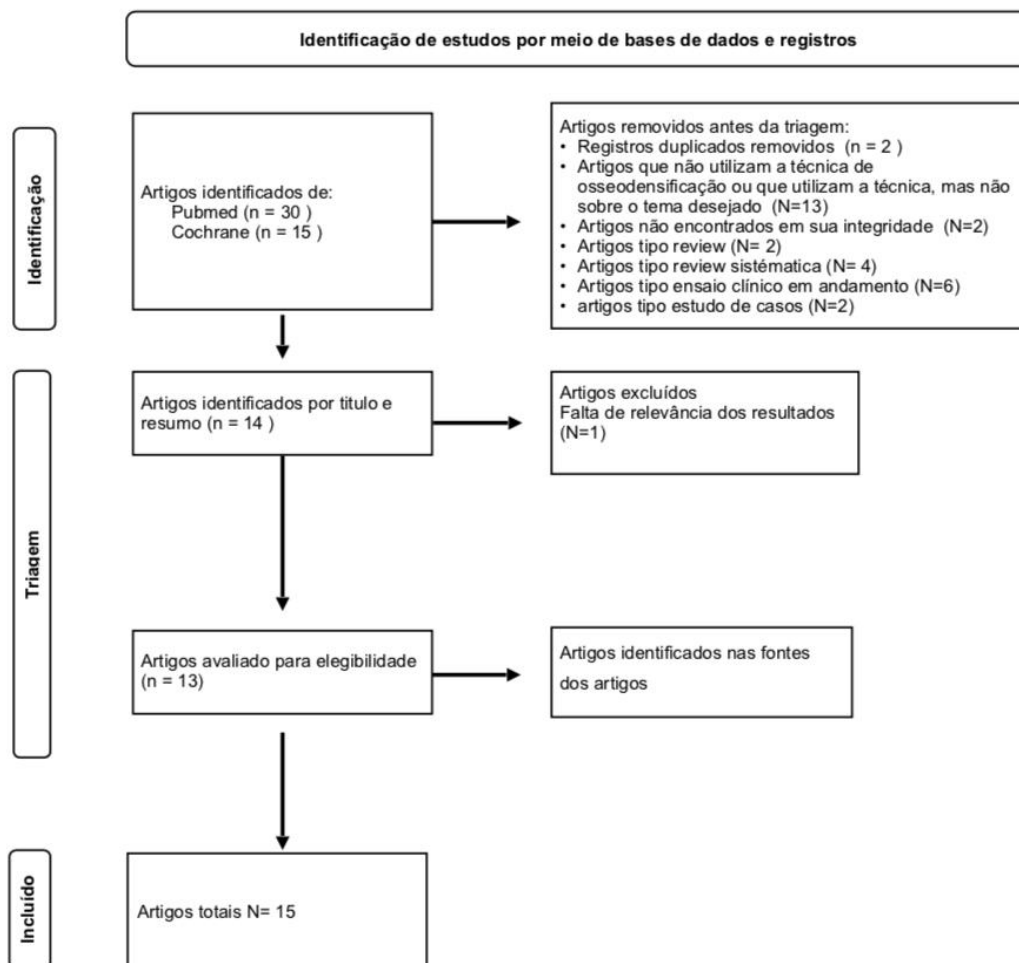 Identificação de estudos por meio de bases de dados e registros
Identificação
Artigos identificados de:
Pubmed (n = 30 )
Cochrane (n = 15 )
Artigos removidos antes da triagem:
• Registros duplicados removidos (n = 2 )
• Artigos que não utilizam a técnica de
osseodensificação ou que utilizam a técnica, mas não
sobre o tema desejado (N=13)
• Artigos não encontrados em sua integridade (N=2)
• Artigos tipo review (N= 2)
• Artigos tipo review sistématica (N= 4)
• Artigos tipo ensaio clínico em andamento (N=6)
• artigos tipo estudo de casos (N=2)
Triagem
Artigos identificados por titulo e
resumo (n = 14 )
Artigos excluídos
Falta de relevância dos resultados
(N=1)
Artigos avaliado para elegibilidade
(n = 13)
Artigos identificados nas fontes
dos artigos
Incluído
Artigos totais N= 15